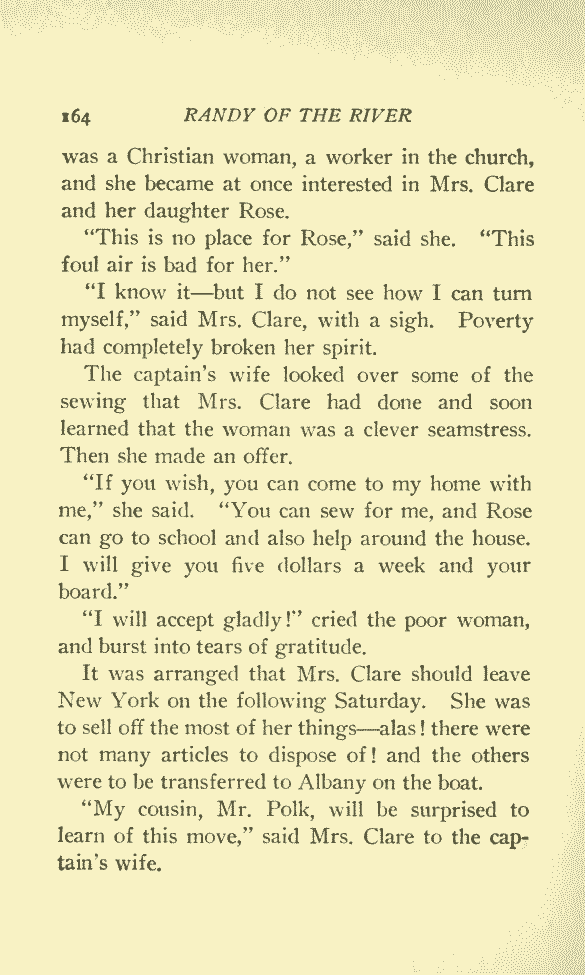 164 RANDY OF THE RIVER
was a Christian woman, a worker in the church,
and she became at once interested in Mrs. Clare
and her daughter Rose.
“This is no place for Rose,” said she. “This
foul air is bad for her.”
“I know it—but I do not see how I can turn
myself,” said Mrs. Clare, with a sigh. Poverty
had completely broken her spirit.
The captain’s wife looked over some of the
sewing that Mrs. Clare had done and soon
learned that the woman was a clever seamstress.
Then she made an offer.
“If you wish, you can come to my home with
me,” she said. “You can sew for me, and Rose
can go to school and also help around the house.
I will give you five dollars a week and your
board.”
“I will accept gladly!” cried the poor woman,
and burst into tears of gratitude.
It was arranged that Mrs. Clare should leave
New York on the following Saturday. She was
to sell off the most of her things—alas! there were
not many articles to dispose of! and the others
were to be transferred to Albany on the boat.
“My cousin, Mr. Polk, will be surprised to
learn of this move,” said Mrs. Clare to the cap-
tain’s wife.